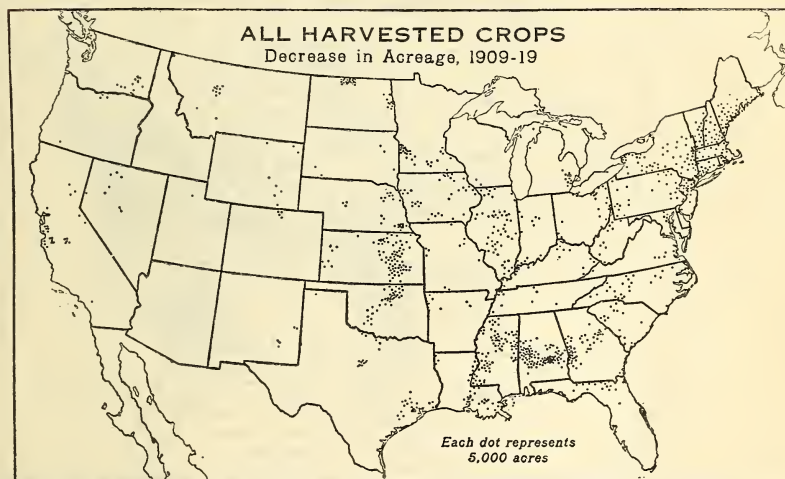 ALL HARVESTED CROPS
Decrease in Acreage, 1909-19
Each dot represents
5,000 acres